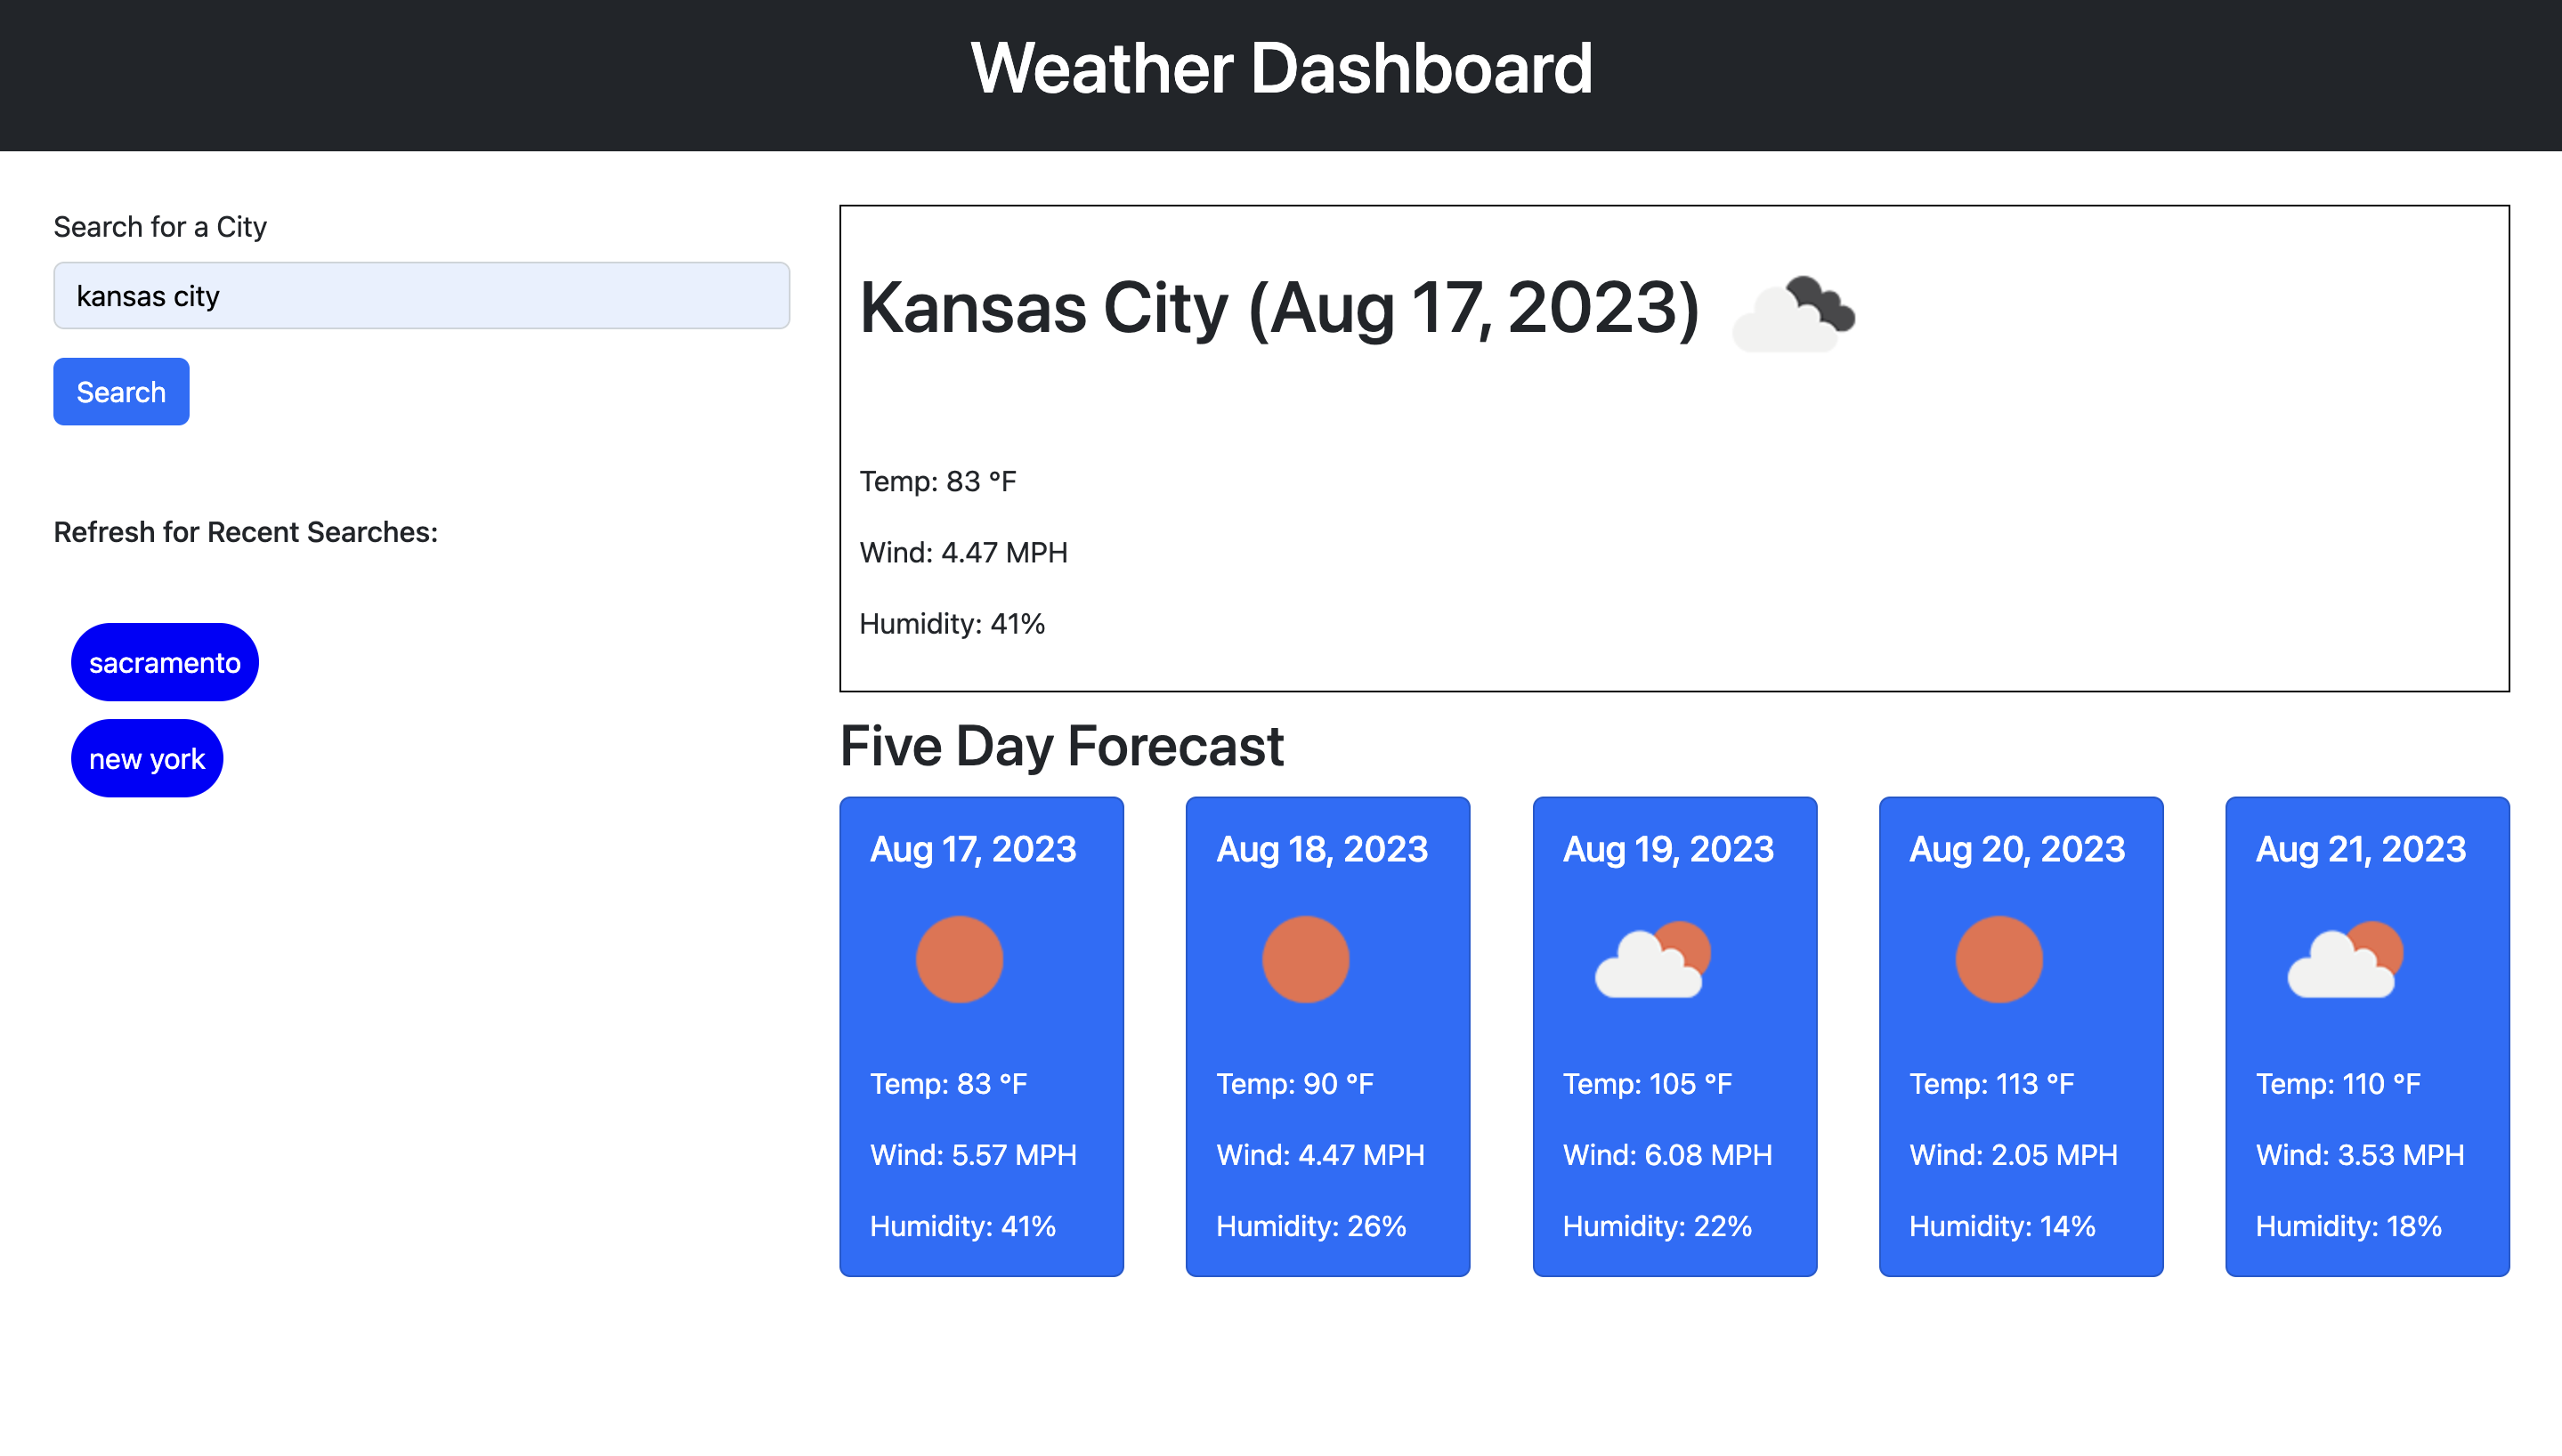 Weather Dashboard
Search for a City
kansas city
Search
Refresh for Recent Searches:
sacramento
new york
Kansas City (Aug 17, 2023)
Temp: 83 °F
Wind: 4.47 MPH
Humidity: 41%
Five Day Forecast
Aug 17, 2023
Temp: 83 °F
Wind: 5.57 MPH
Humidity: 41%
Aug 18, 2023
Temp: 90 °F
Wind: 4.47 MPH
Humidity: 26%
Aug 19, 2023
Temp: 105 °F
Wind: 6.08 MPH
Humidity: 22%
Aug 20, 2023
Temp: 113 °F
Wind: 2.05 MPH
Humidity: 14%
Aug 21, 2023
Temp: 110 °F
Wind: 3.53 MPH
Humidity: 18%